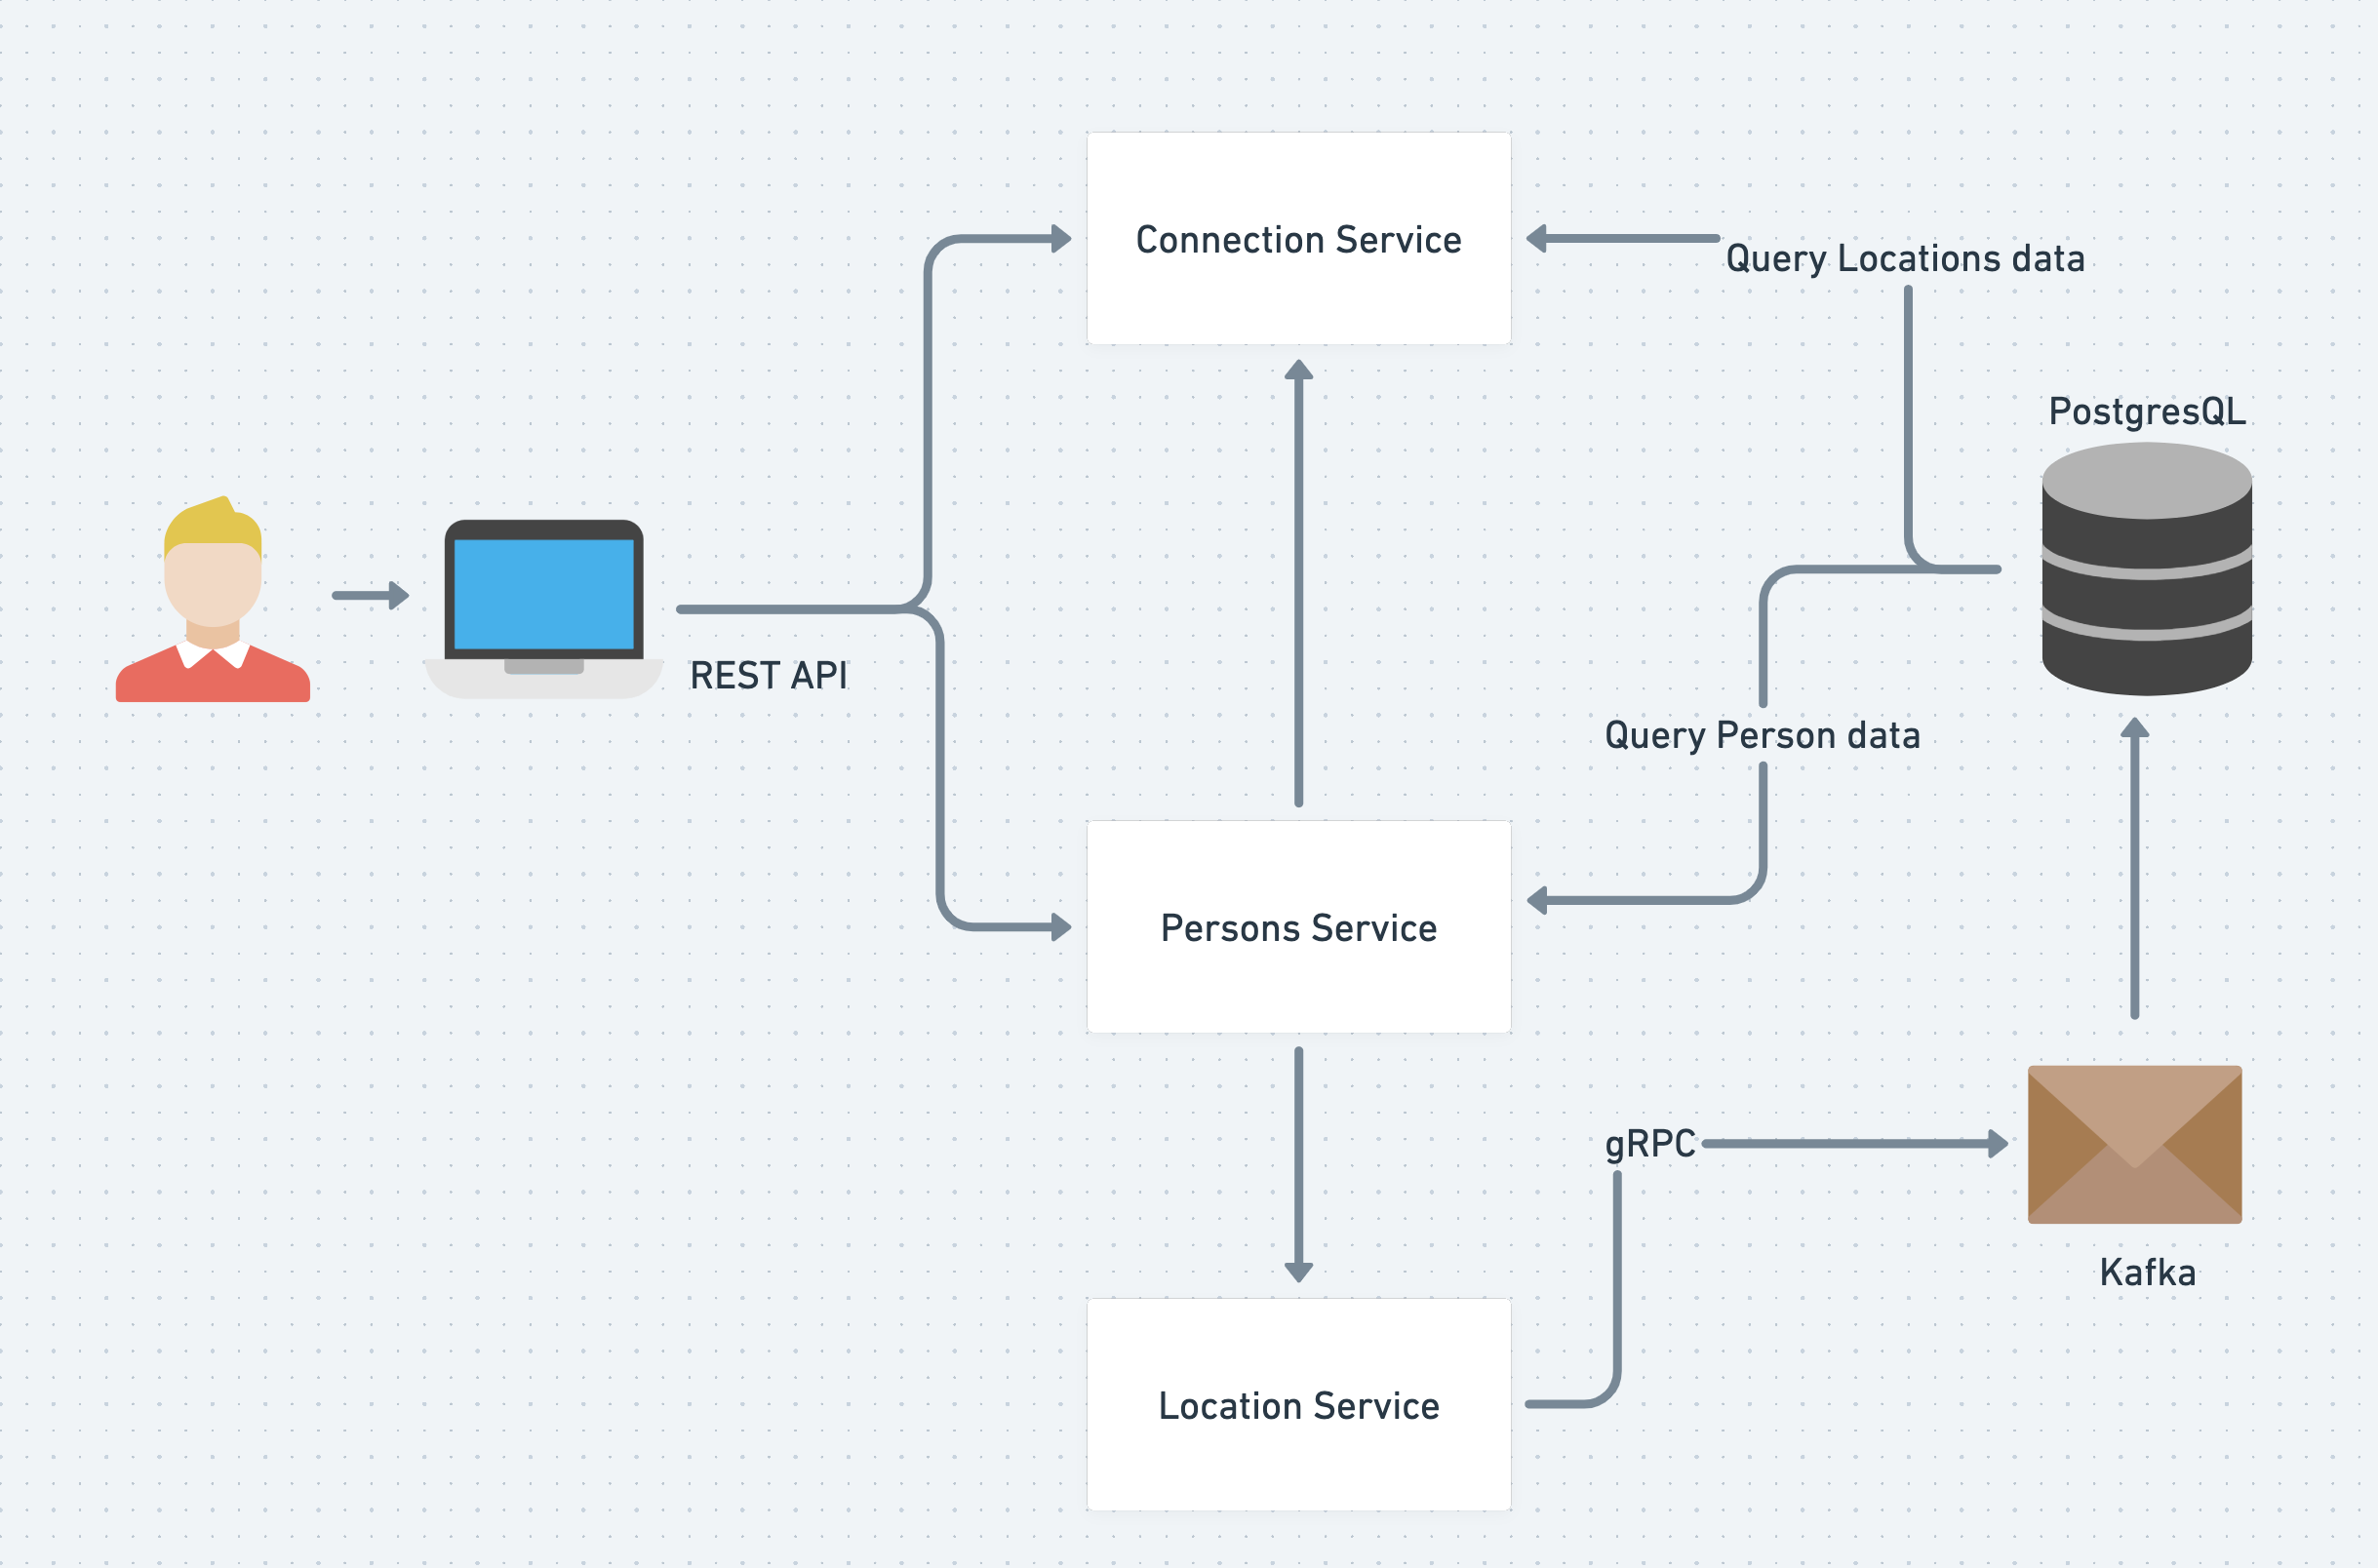 Connection Service
Query Locations data
PostgresQL
REST API
Query Person data
Persons Service
gRPC
Kafka
Location Service